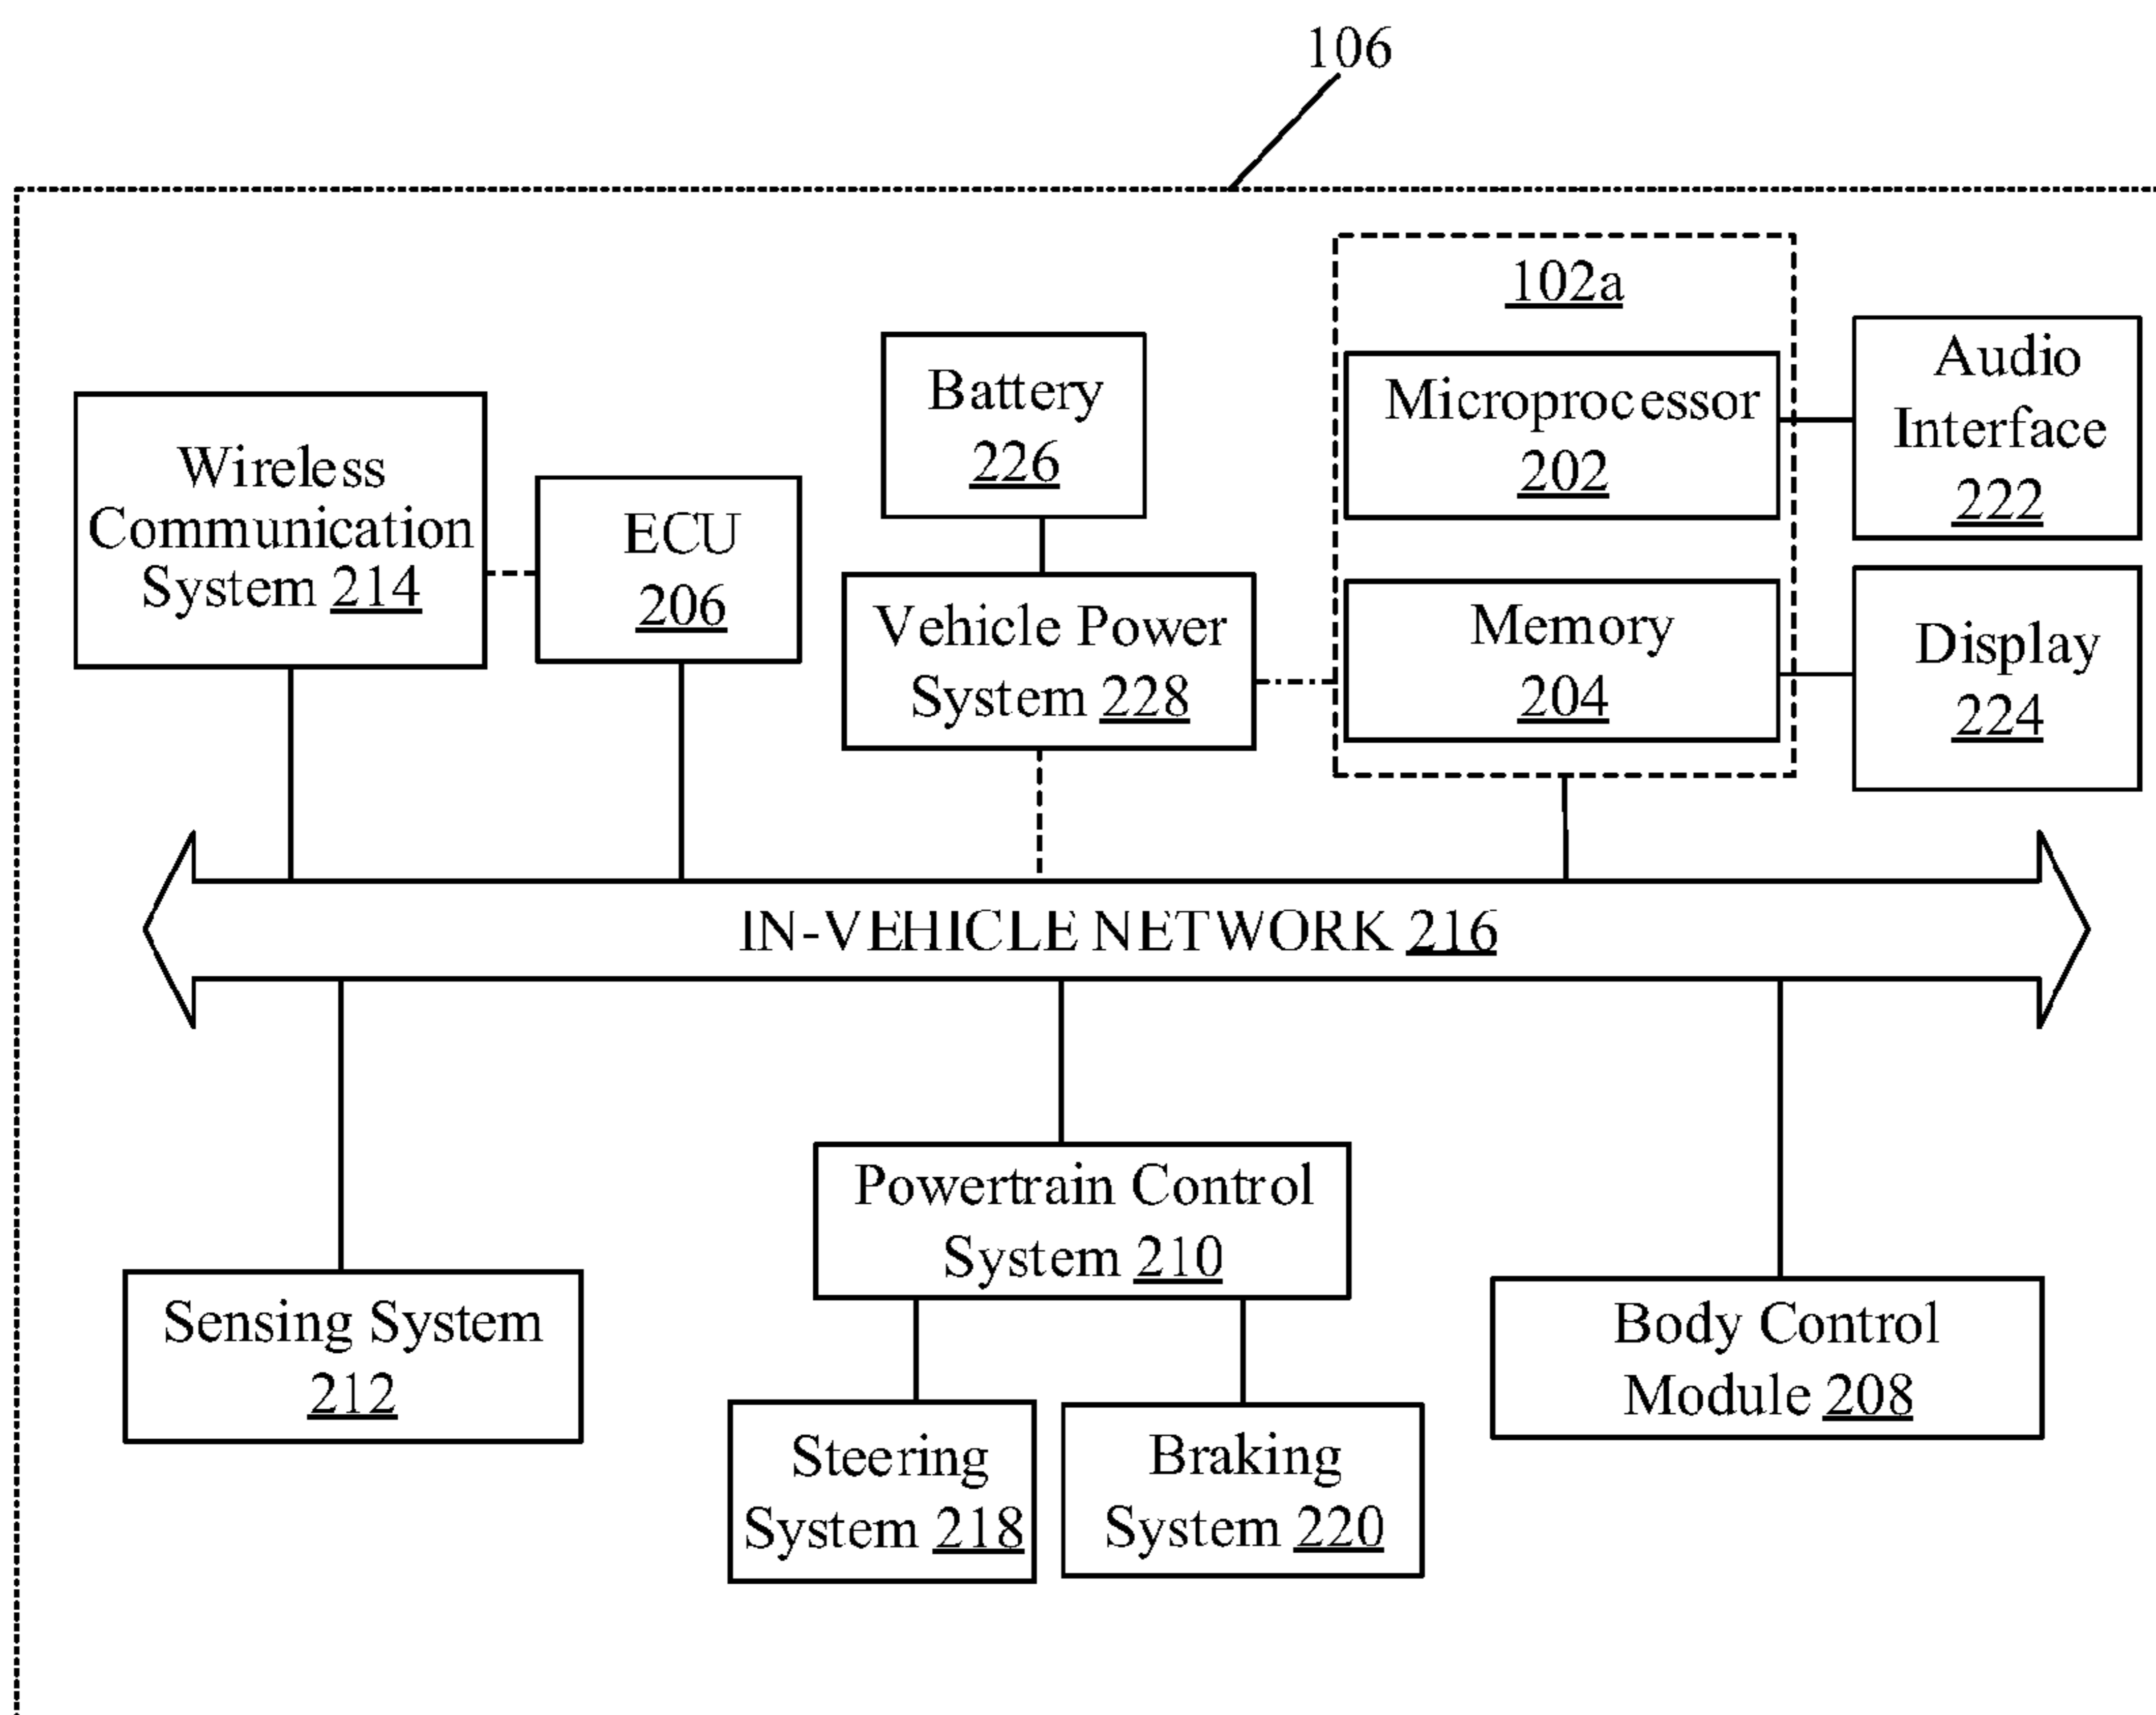 106
102a
Battery
226
Microprocessor
202
Audio
Interface
222
Wireless
Communication
System 214
ECU
206
Vehicle Power
System 228
Memory
204
Display
224
IN-VEHICLE NETWORK 216
Powertrain Control
System 210
Sensing System
212
Body Control
Module 208
Steering
System 218
Braking
System 220